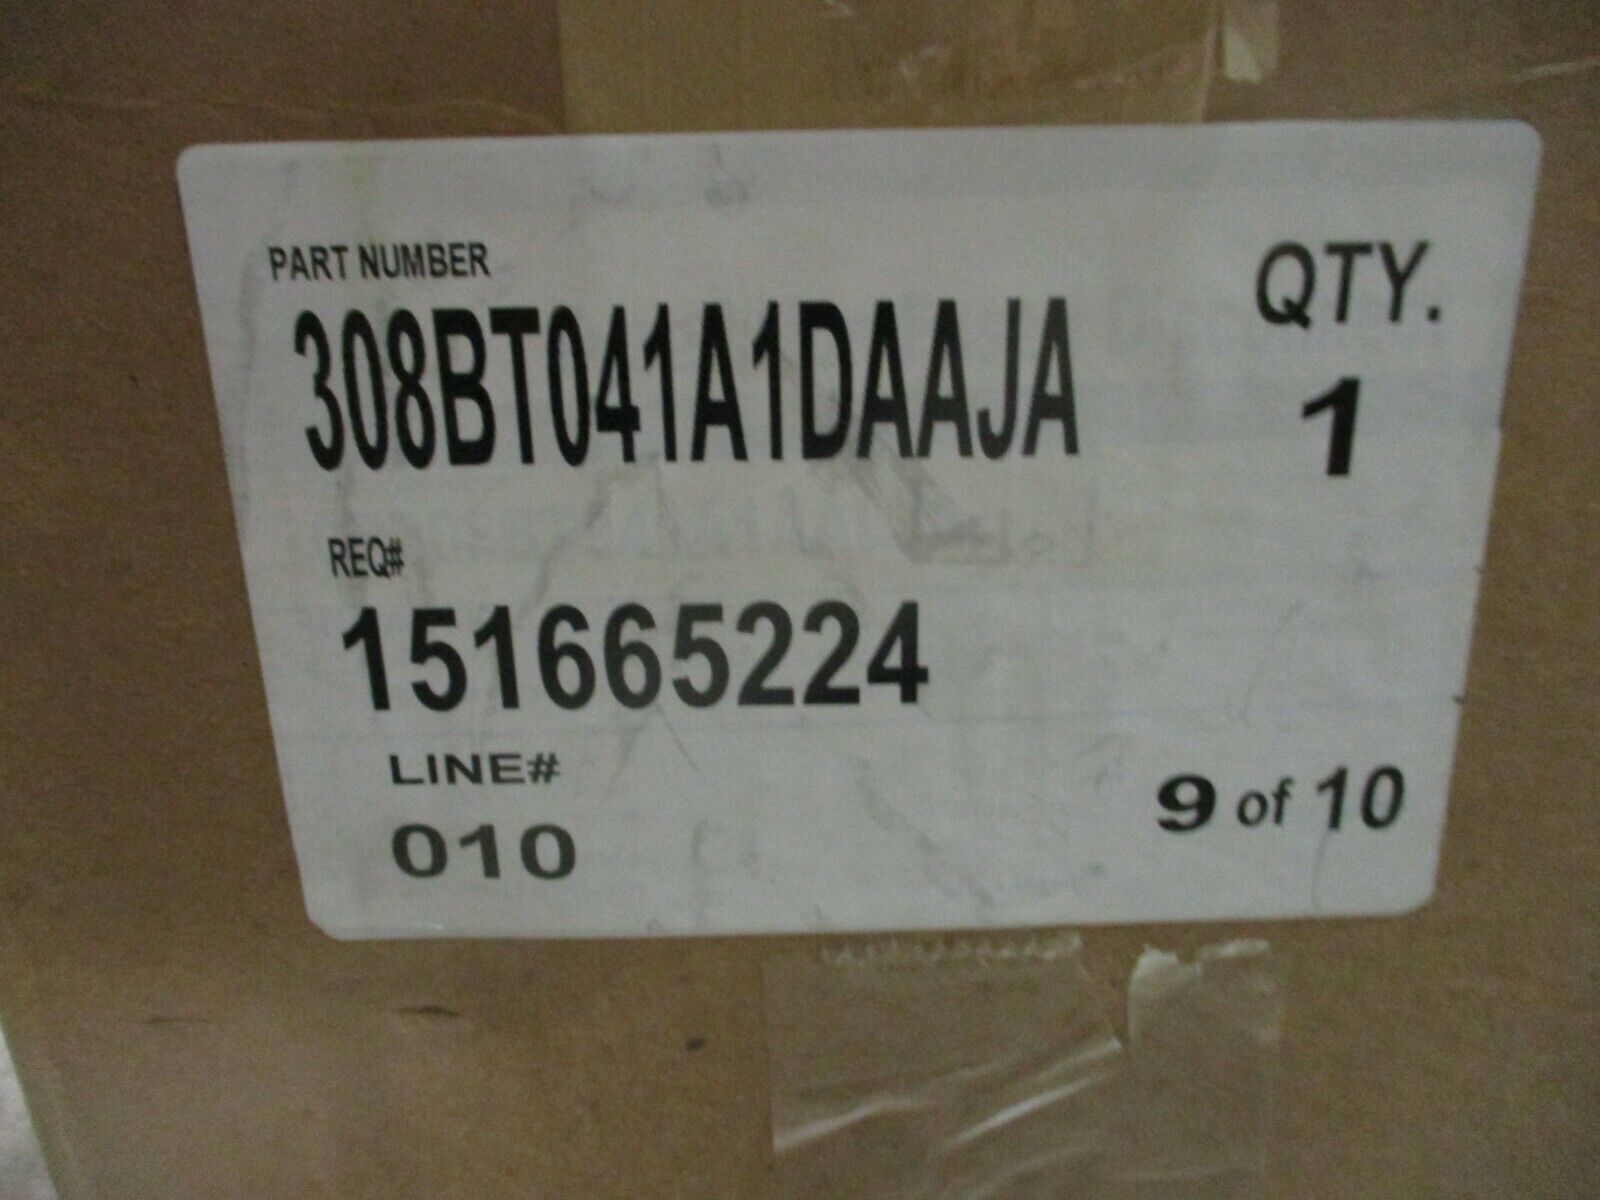 PART NUMBER
308BT041A1DAAJA
QTY.
1
REQ#
151665224
LINE#
010
9 of 10